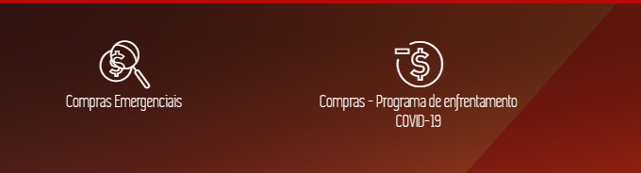 Compras Emergenciais
Compras - Programa de enfrentamento
COVID-19